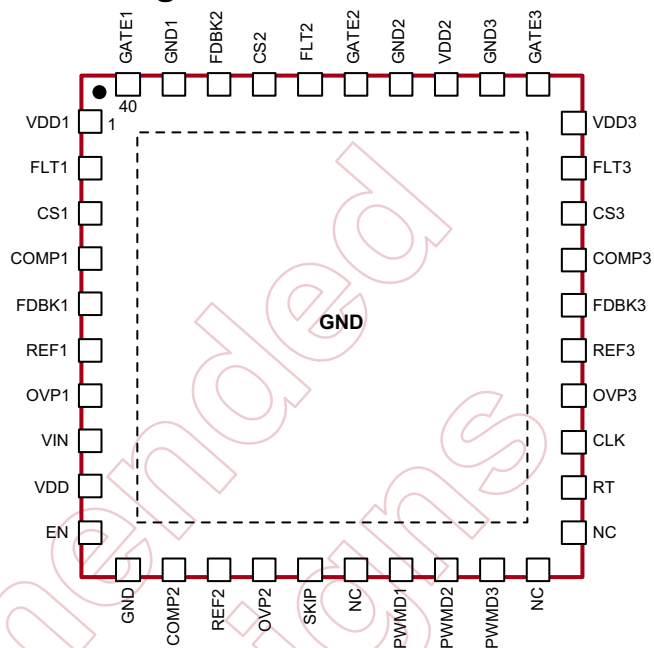 GATE1
GND1
FDBK2
CS2
FLT2
GATE2
GND2
VDD2
GND3
GATE3
40
1
VDD1
FLT1
CS1
COMP1
FDBK1
REF1
OVP1
VIN
VDD
EN
GND
VDD3
FLT3
CS3
COMP3
FDBK3
REF3
OVP3
CLK
RT
NC
GND
COMP2
REF2
OVP2
SKIP
NC
PWMD1
PWMD2
PWMD3
NC